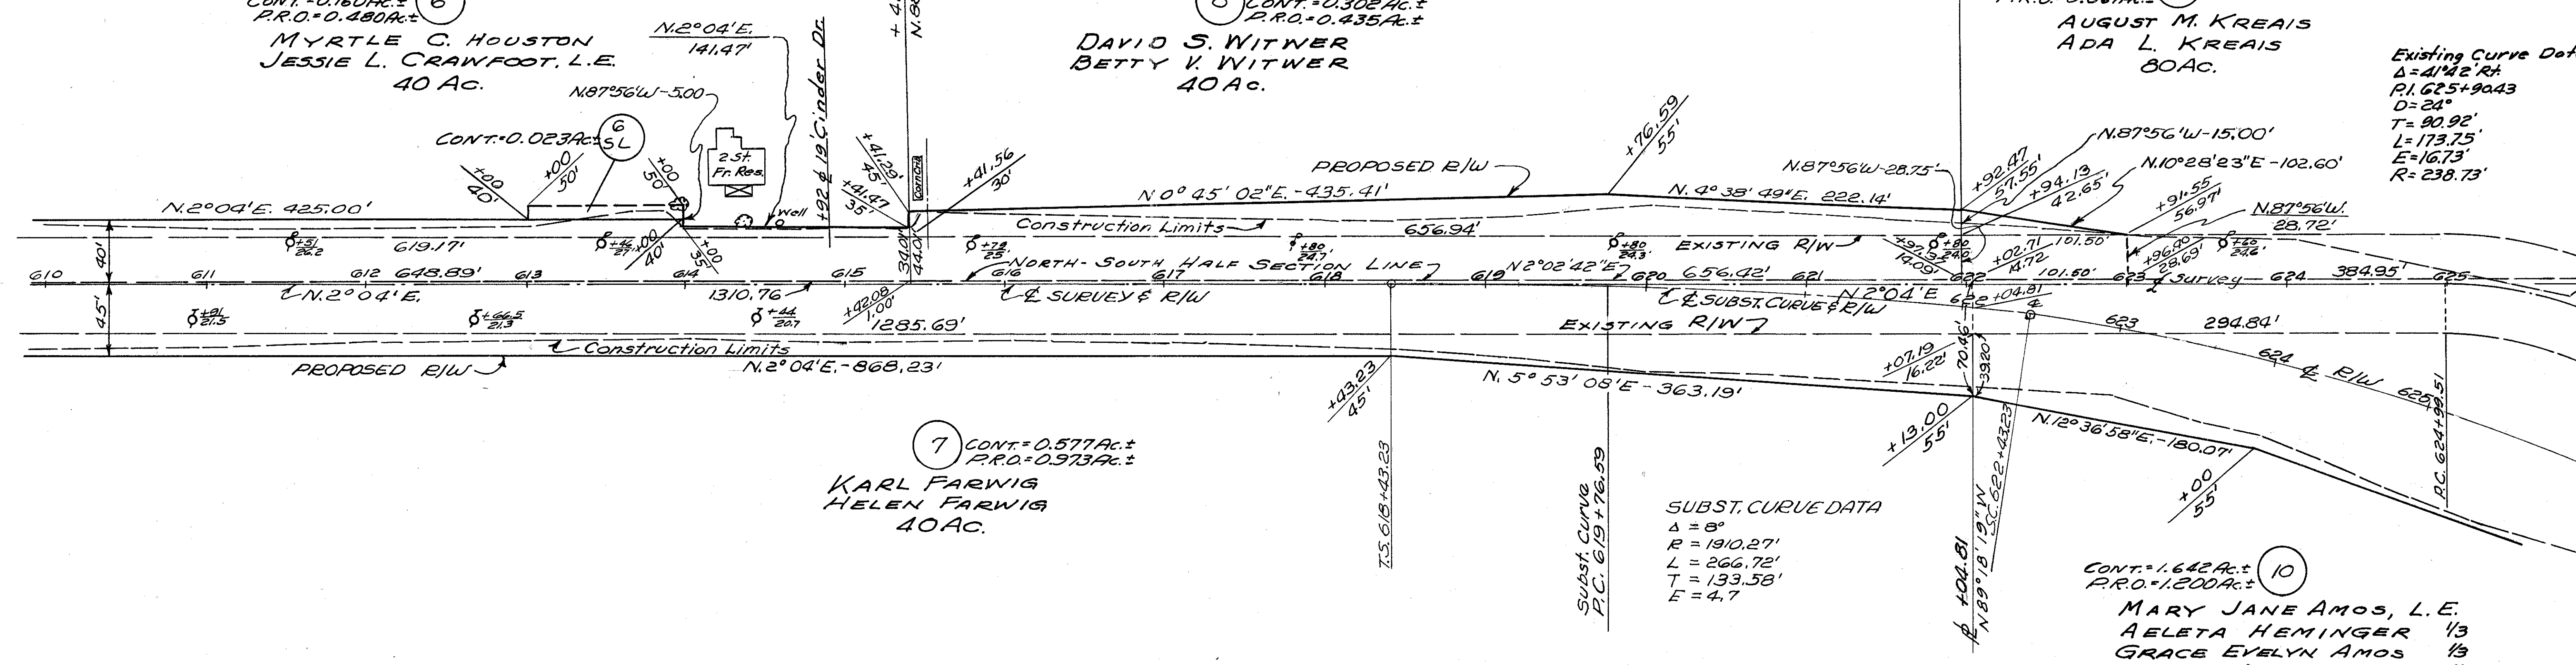 CONT.=0.160Ac.± 6
P.R.O.=0.480Ac.±
MYRTLE C. HOUSTON
JESSIE L. CRAWFOOT, L.E.
40 Ac.
N.2°04'E.
141.47'
N.87°56'W-5.00
CONT.=0.023Ac.±
6
SL
+92 ¢ 19' Cinder Dr.
2 St.
Fr. Res.
Well
Corn Crib
CONT.=0.302Ac.±
P.R.O.=0.435Ac.±
DAVID S. WITWER
BETTY V. WITWER
40 Ac.
AUGUST M. KREAIS
ADA L. KREAIS
80Ac.
Existing Curve Dat
Δ=41°42' Rt.
P.I. 625+90.43
D=24°
T=90.92'
L=173.75'
E=16.73'
R=238.73'
+00
40'
+00
50'
+00
50'
+41.29'
45'
+41.47
35'
+41.56
30'
+76.59
55'
PROPOSED R/W
N.87°56'W-28.75'
N.87°56'W-15.00'
N.10°28'23"E-102.60'
+92.47
57.55'
+94.13
42.65'
+91.55
56.97'
N.87°56'W.
28.72'
N.2°04'E. 425.00'
N 0° 45' 02"E.-435.41'
N. 4° 38' 49"E. 222.14'
Construction Limits
656.94'
EXISTING R/W
40'
+51
26.2
619.17'
+46
27.1
+00
40'
+00
35'
34.01'
44.01'
+78
25
+80
24.7
+80
24.3'
+80
24.0
14.09'
+02.71
14.72
101.50'
+96.40
28.69'
+60
24.6'
610 611 612 648.89' 613 614 615 616 617 618 619 620 656.42' 621 622 101.50' 623 624 384.95' 625
NORTH-SOUTH HALF SECTION LINE
N2°02'42"E
℄ N.2°04'E.
1310.76
+42.08
1.00'
℄ SURVEY & R/W
℄ SUBST. CURVE & R/W
N 2°04'E
℄ Survey
622+04.81
45'
+91
21.5
+66.5
21.3
+44
20.7
1285.69'
EXISTING R/W
623
294.84'
624
℄ R/W
625
Construction Limits
PROPOSED R/W
N.2°04'E.-868.23'
+43.23
45'
N. 5° 53' 08"E-363.19'
+07.19
16.22'
70.46'
39.20'
+13.00
55'
N.12°36'58"E.-180.07'
+00
55'
P.C. 624+99.51
7 CONT.=0.577Ac.±
P.R.O.=0.973Ac.±
KARL FARWIG
HELEN FARWIG
40AC.
T.S. 618+43.23
Subst. Curve
P.C. 619+76.59
SUBST. CURVE DATA
Δ = 8°
R = 1910.27'
L = 266.72'
T = 133.58'
E = 4.7
+04.81
N89°18'19"W
S.C. 622+43.23
CONT.=1.642Ac.± 10
P.R.O.=1.200Ac.±
MARY JANE AMOS, L.E.
AELETA HEMINGER 1/3
GRACE EVELYN AMOS 1/3